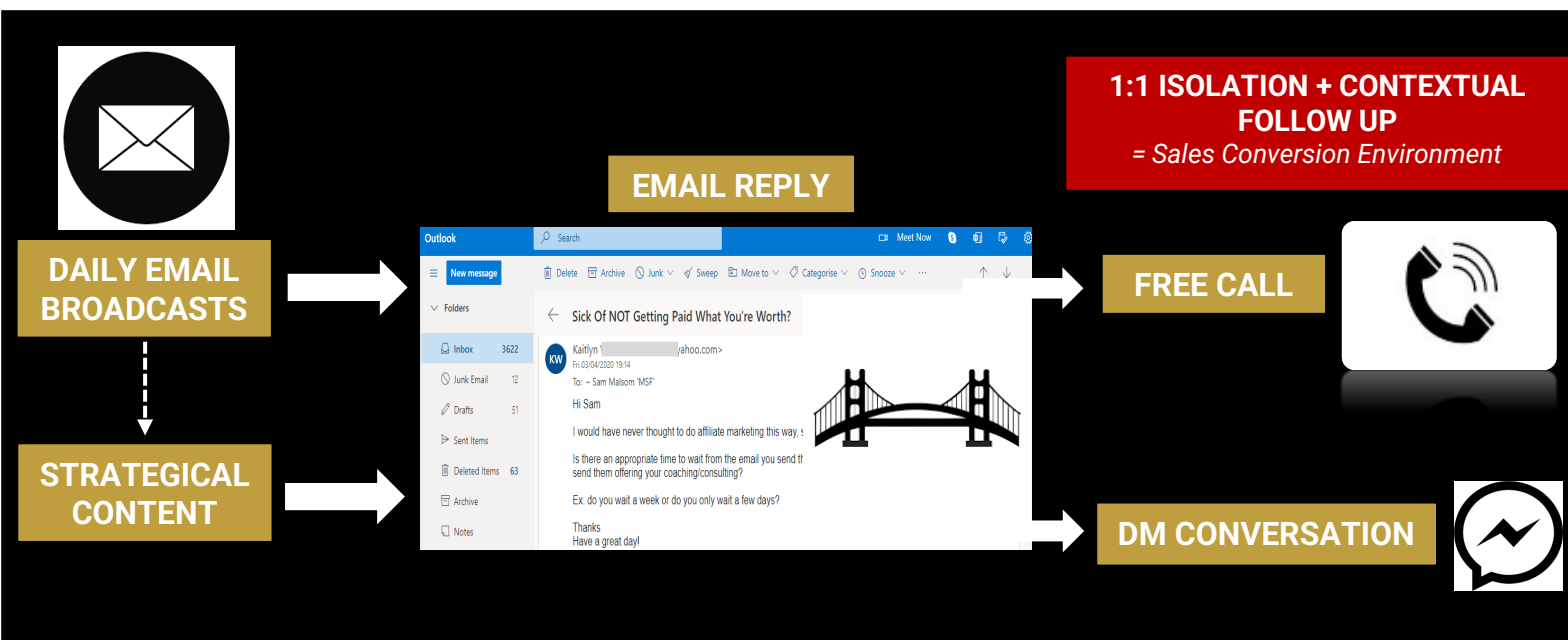 1:1 ISOLATION + CONTEXTUAL
FOLLOW UP
= Sales Conversion Environment
EMAIL REPLY
DAILY EMAIL
BROADCASTS
STRATEGICAL
CONTENT
Outlook
Search
Meet Now
New message
Delete Archive Junk Sweep Move to Categorise Snooze ...
Folders
Inbox 3622
Junk Email 12
Drafts 51
Sent Items
Deleted Items 63
Archive
Notes
Sick Of NOT Getting Paid What You're Worth?
KW
Kaitlyn yahoo.com>
Fri 03/04/2020 19:14
To: ~ Sam Malsom 'MSF'
Hi Sam
I would have never thought to do affiliate marketing this way,
Is there an appropriate time to wait from the email you send
send them offering your coaching/consulting?
Ex: do you wait a week or do you only wait a few days?
Thanks
Have a great day!
FREE CALL
DM CONVERSATION